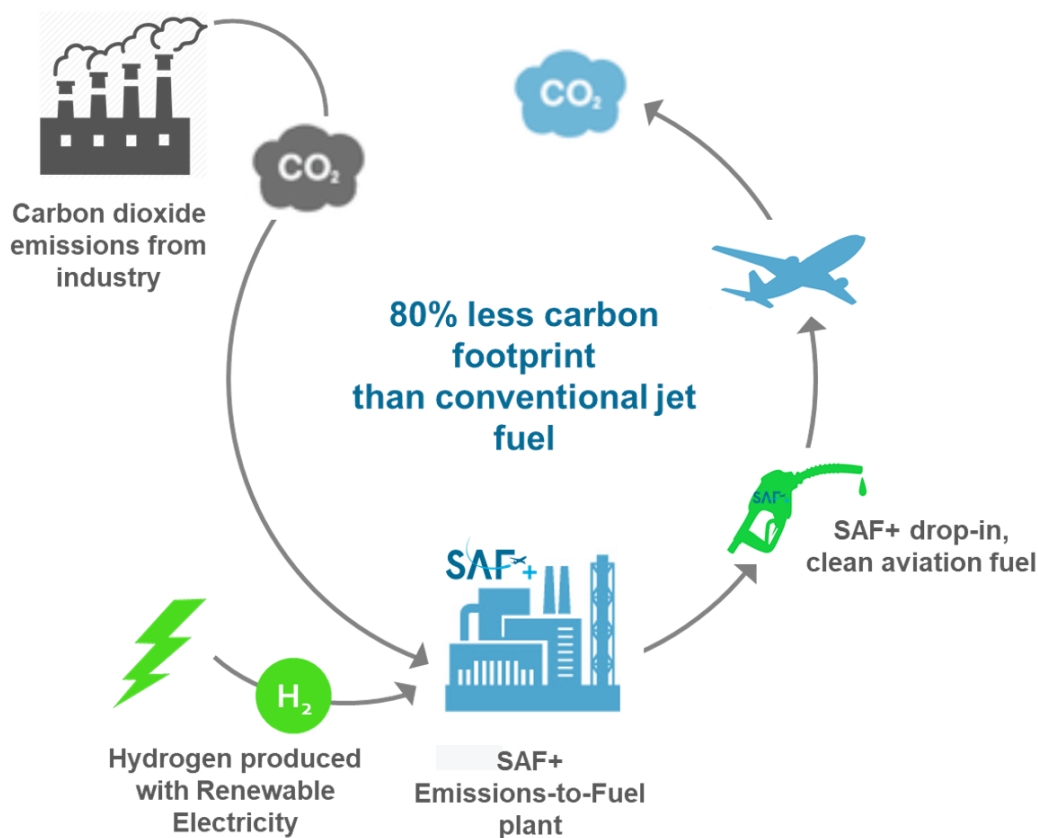 CO₂
CO₂
Carbon dioxide
emissions from
industry
80% less carbon
footprint
than conventional jet
fuel
SAF+
SAF+ drop-in,
clean aviation fuel
SAF+
H₂
Hydrogen produced
with Renewable
Electricity
SAF+
Emissions-to-Fuel
plant